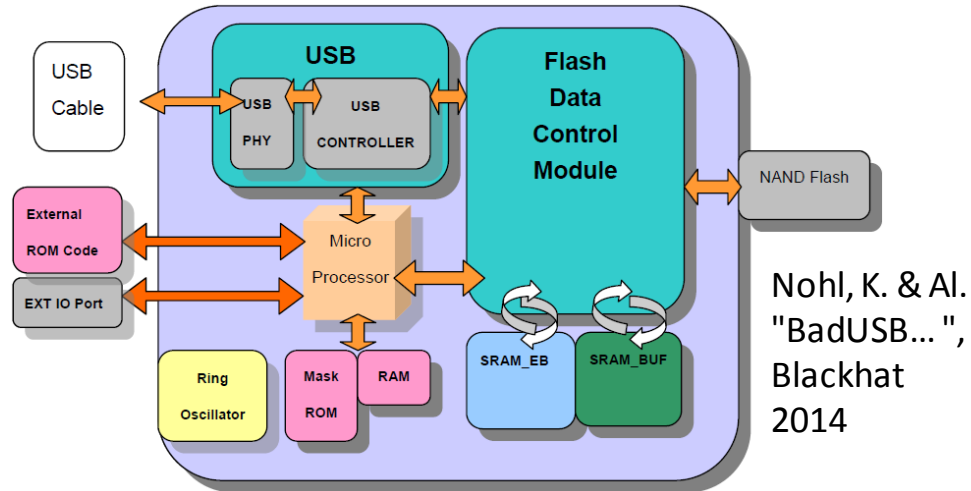 USB
Cable
USB
USB
PHY
USB
CONTROLLER
Flash
Data
Control
Module
NAND Flash
External
ROM Code
EXT IO Port
Micro
Processor
Ring
Oscillator
Mask
ROM
RAM
SRAM_EB
SRAM_BUF
Nohl, K. & Al.
"BadUSB... ",
Blackhat
2014